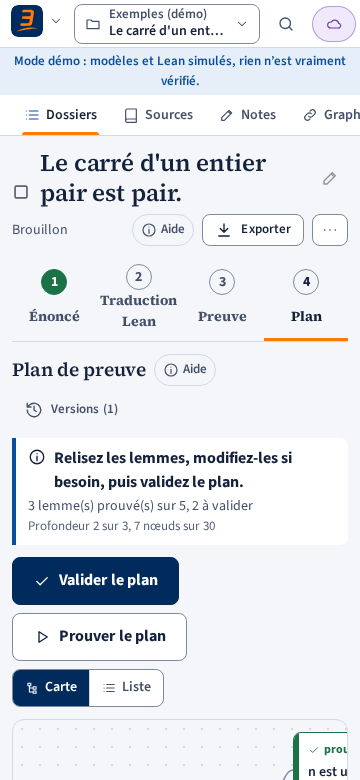 Exemples (démo)
Le carré d'un ent…
Mode démo : modèles et Lean simulés, rien n’est vraiment
vérifié.
Dossiers
Sources
Notes
Graph
Le carré d'un entier
pair est pair.
Brouillon
Aide
Exporter
1
2
3
4
Énoncé
Traduction
Lean
Preuve
Plan
Plan de preuve
Aide
Versions (1)
Relisez les lemmes, modifiez-les si
besoin, puis validez le plan.
3 lemme(s) prouvé(s) sur 5, 2 à valider
Profondeur 2 sur 3, 7 nœuds sur 30
Valider le plan
Prouver le plan
Carte
Liste
prou
n est u